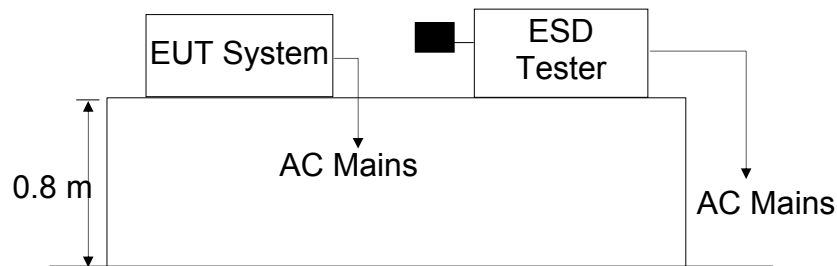 EUT System
ESD
Tester
AC Mains
0.8 m
AC Mains